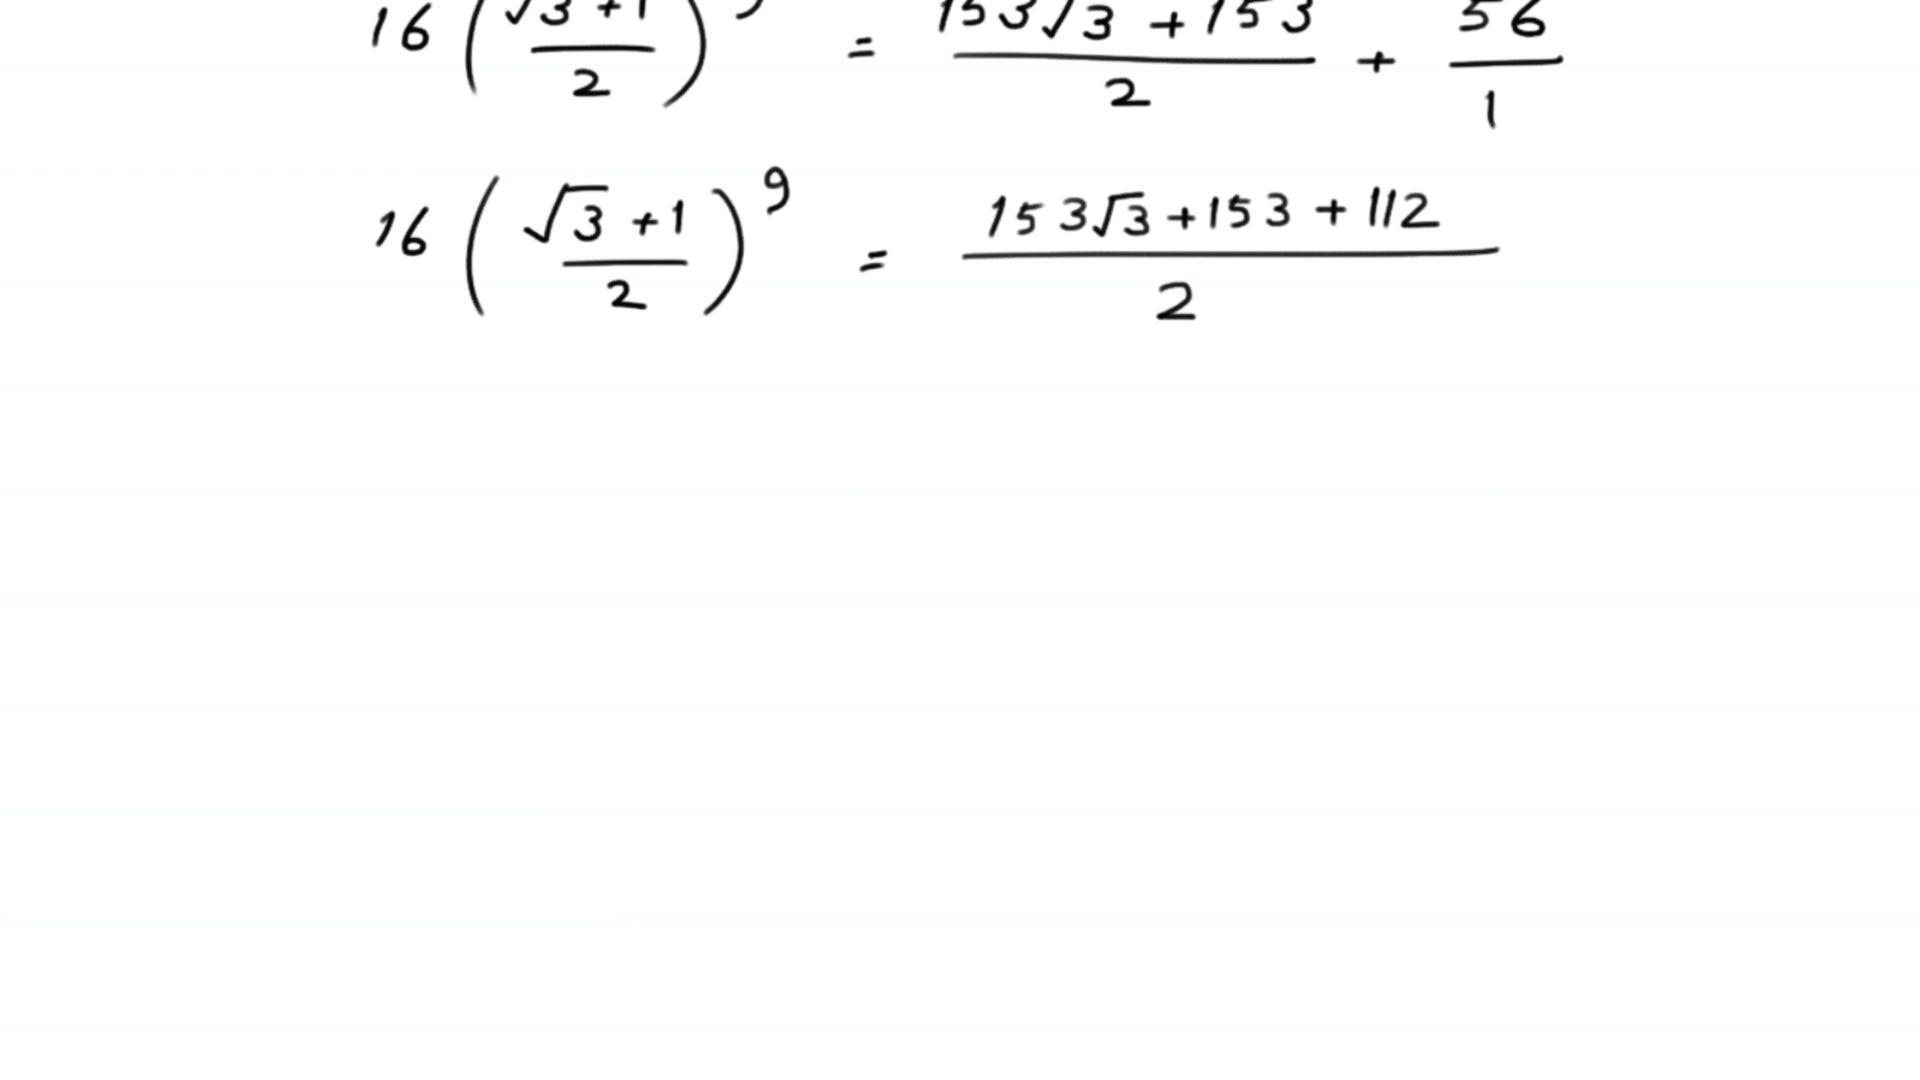 16 ( (√3 + 1)/2 )^9 = (153√3 + 153)/2 + 56/1
16 ( (√3 + 1)/2 )^9 = (153√3 + 153 + 112)/2